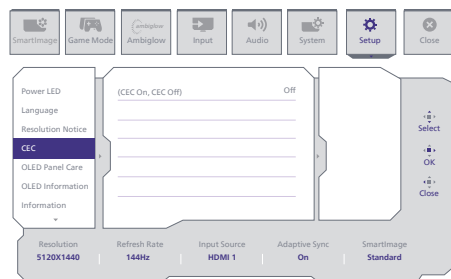 SmartImage
Game Mode
ambiglow
Ambiglow
Input
Audio
System
Setup
Close
Power LED
Language
Resolution Notice
CEC
OLED Panel Care
OLED Information
Information
(CEC On, CEC Off)
Off
Select
OK
Close
Resolution
Refresh Rate
Input Source
Adaptive Sync
SmartImage
5120X1440
144Hz
HDMI 1
On
Standard